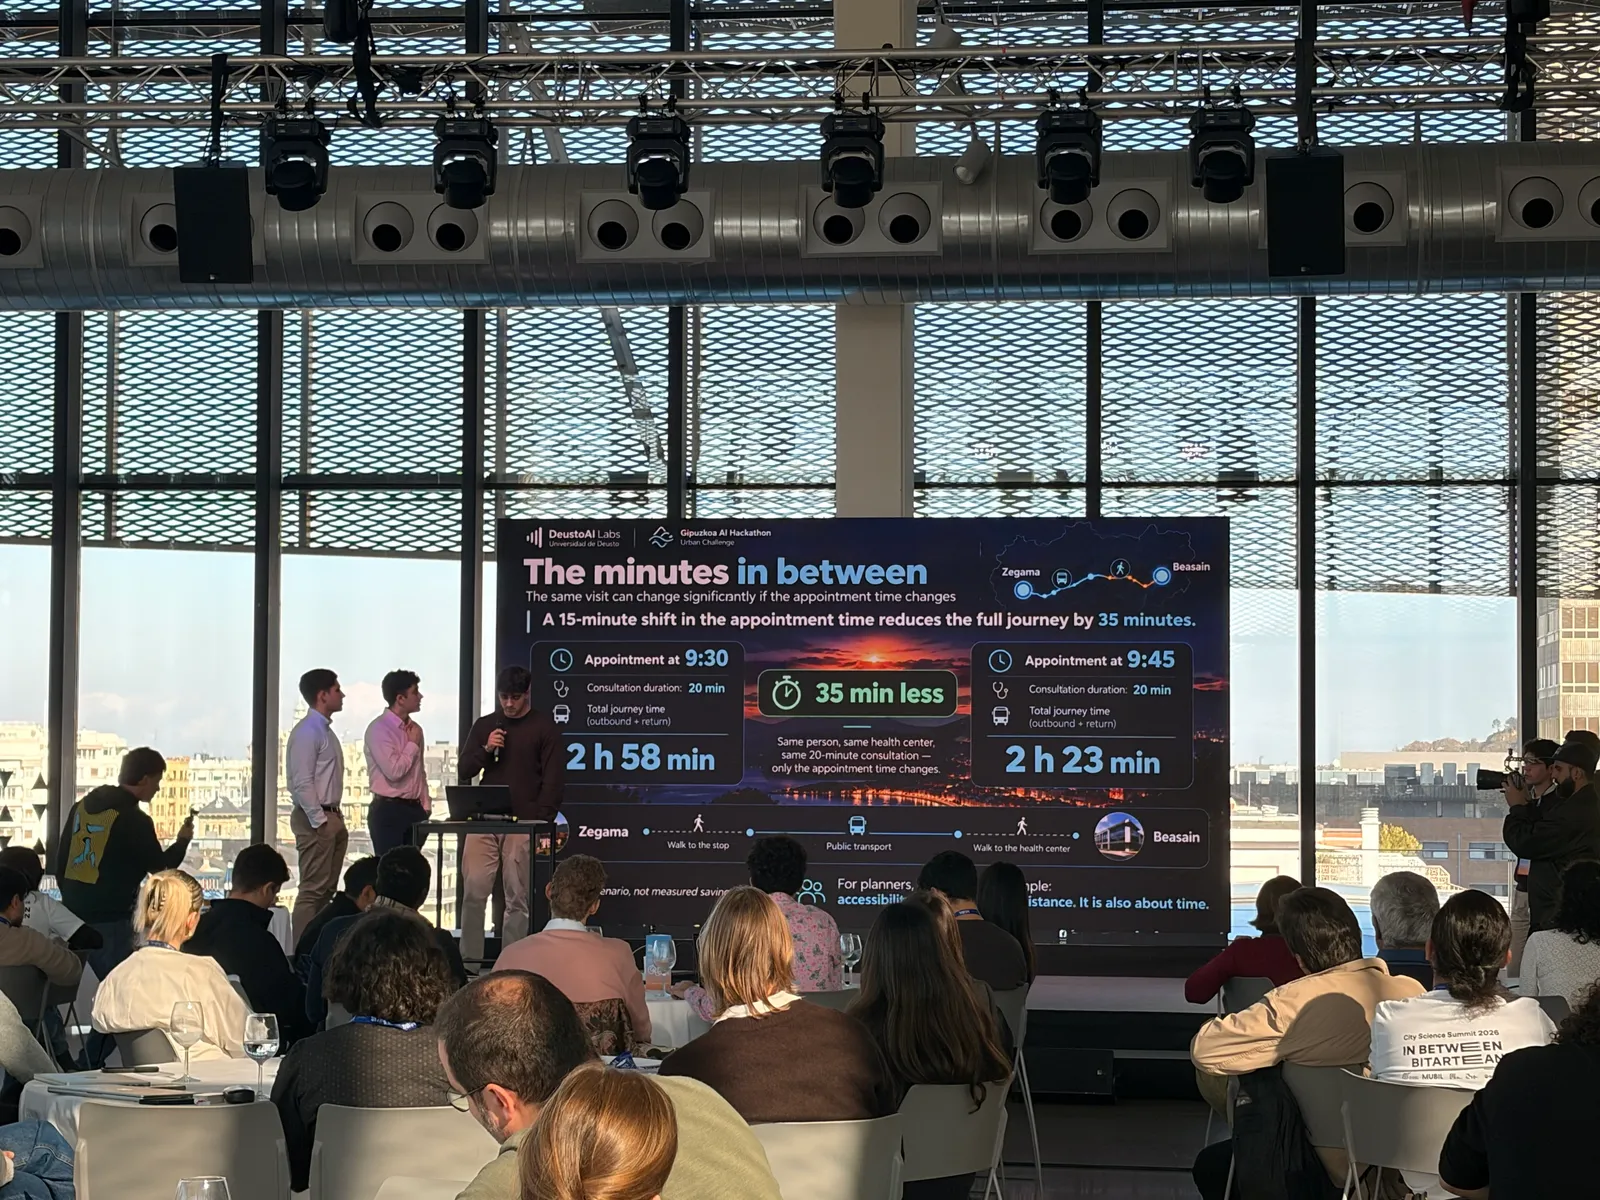 DeustoAI Labs
Universidad de Deusto
Gipuzkoa AI Hackathon
Urban Challenge
The minutes in between
The same visit can change significantly if the appointment time changes
A 15-minute shift in the appointment time reduces the full journey by 35 minutes.
Zegama
Beasain
Appointment at 9:30
Consultation duration: 20 min
Total journey time
(outbound + return)
2 h 58 min
35 min less
Same person, same health center,
same 20-minute consultation —
only the appointment time changes.
Appointment at 9:45
Consultation duration: 20 min
Total journey time
(outbound + return)
2 h 23 min
Zegama
Walk to the stop
Public transport
Walk to the health center
Beasain
not measured
For planners,
It is also about time.
City Science Summit 2026
IN BETWEEN
BITARTEAN
MUBIL